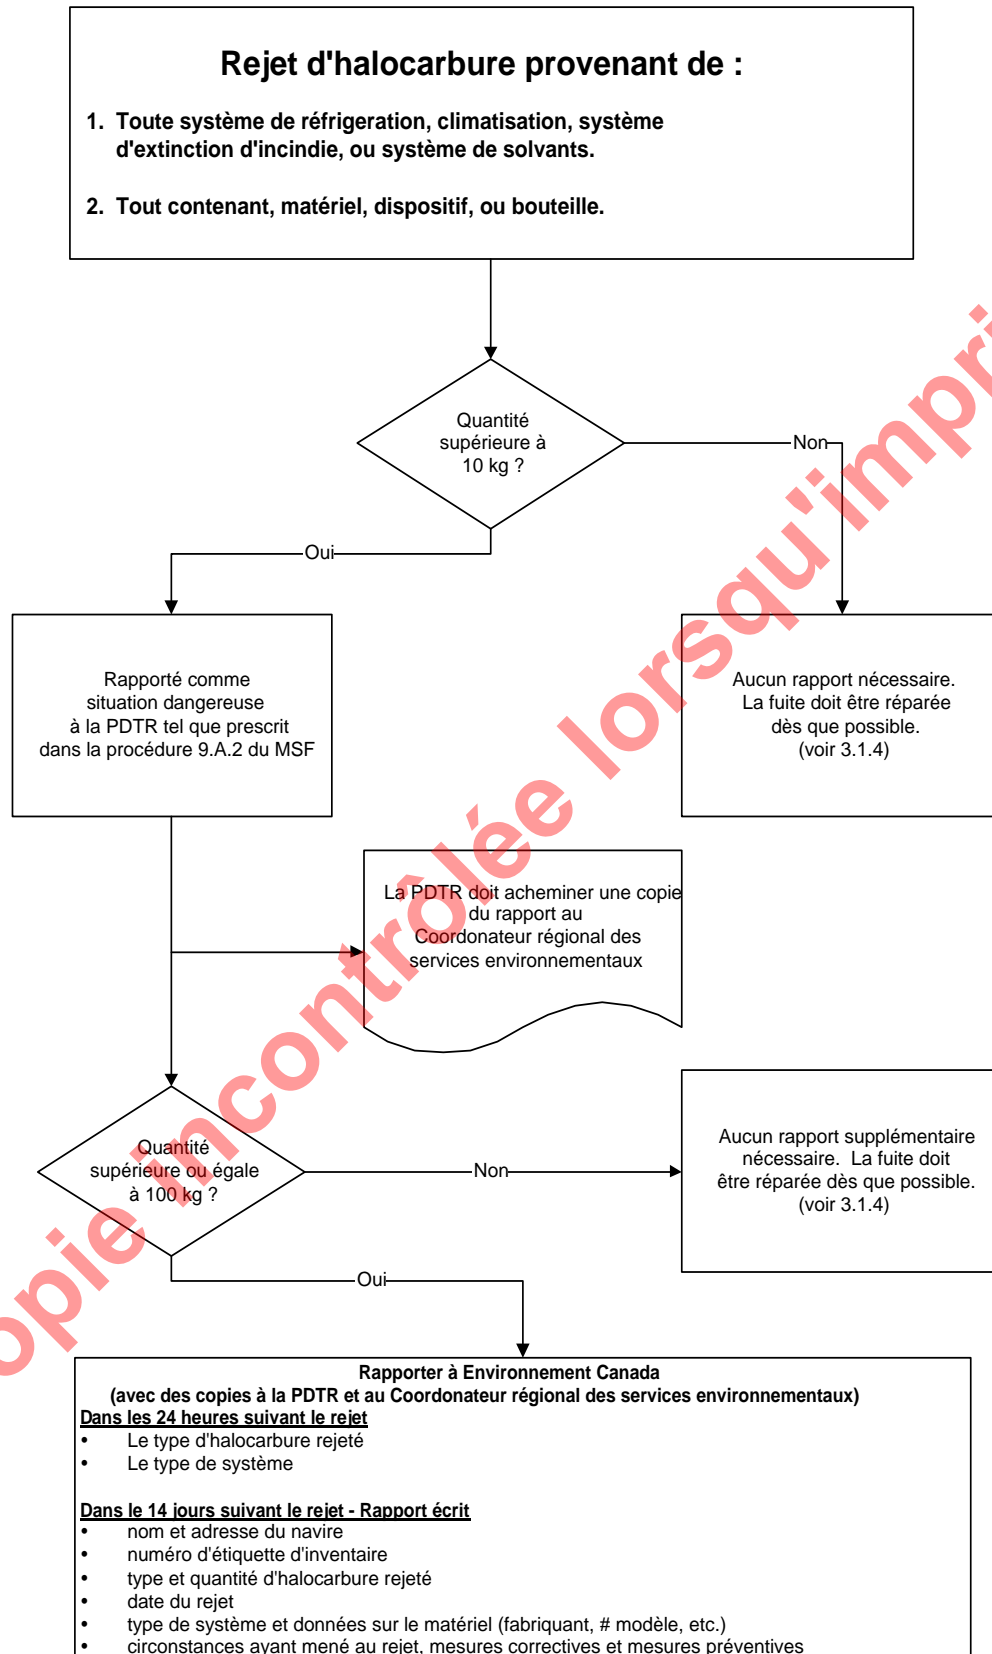 Rejet d'halocarbure provenant de :
1. Toute système de réfrigeration, climatisation, système
d'extinction d'incindie, ou système de solvants.
2. Tout contenant, matériel, dispositif, ou bouteille.
Quantité
supérieure à
10 kg ?
Non
Oui
Rapporté comme
situation dangereuse
à la PDTR tel que prescrit
dans la procédure 9.A.2 du MSF
Aucun rapport nécessaire.
La fuite doit être réparée
dès que possible.
(voir 3.1.4)
La PDTR doit acheminer une copie
du rapport au
Coordonateur régional des
services environnementaux
Quantité
supérieure ou égale
à 100 kg ?
Non
Aucun rapport supplémentaire
nécessaire. La fuite doit
être réparée dès que possible.
(voir 3.1.4)
Oui
Rapporter à Environnement Canada
(avec des copies à la PDTR et au Coordonateur régional des services environnementaux)
Dans les 24 heures suivant le rejet
• Le type d'halocarbure rejeté
• Le type de système
Dans le 14 jours suivant le rejet - Rapport écrit
• nom et adresse du navire
• numéro d'étiquette d'inventaire
• type et quantité d'halocarbure rejeté
• date du rejet
• type de système et données sur le matériel (fabriquant, # modèle, etc.)
• circonstances ayant mené au rejet, mesures correctives et mesures préventives
opie incontrôlée lorsqu'impri